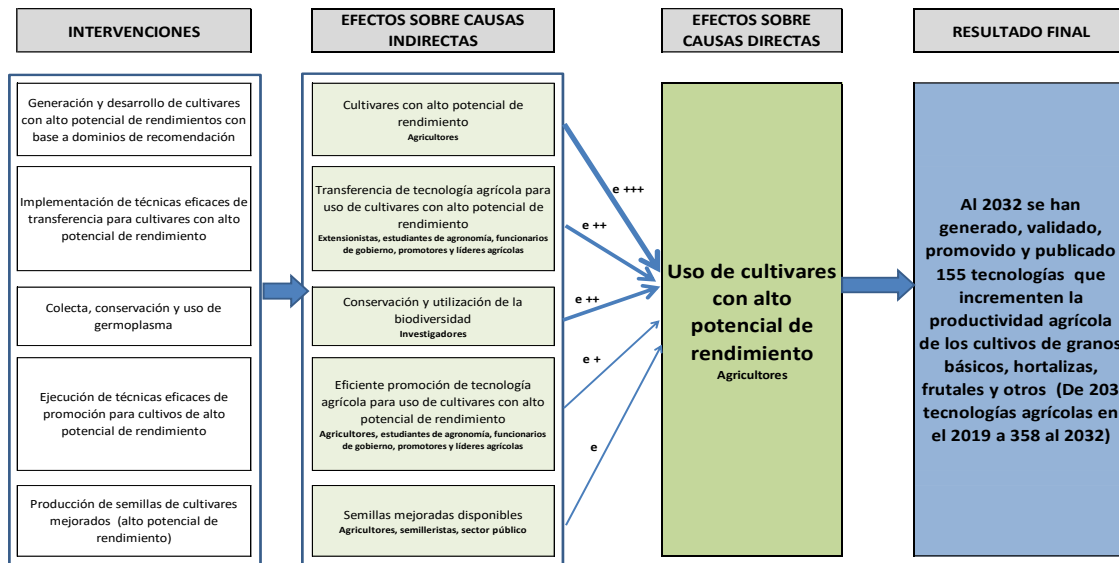 INTERVENCIONES
EFECTOS SOBRE CAUSAS
INDIRECTAS
EFECTOS SOBRE
CAUSAS DIRECTAS
RESULTADO FINAL
Generación y desarrollo de cultivares
con alto potencial de rendimientos con
base a dominios de recomendación
Implementación de técnicas eficaces de
transferencia para cultivares con alto
potencial de rendimiento
Colecta, conservación y uso de
germoplasma
Ejecución de técnicas eficaces de
promoción para cultivos de alto
potencial de rendimiento
Producción de semillas de cultivares
mejorados (alto potencial de
rendimiento)
Cultivares con alto potencial de
rendimiento
Agricultores
Transferencia de tecnología agrícola para
uso de cultivares con alto potencial de
rendimiento
Extensionistas, estudiantes de agronomía, funcionarios
de gobierno, promotores y líderes agrícolas
Conservación y utilización de la
biodiversidad
Investigadores
Eficiente promoción de tecnología
agrícola para uso de cultivares con alto
potencial de rendimiento
Agricultores, estudiantes de agronomía, funcionarios
de gobierno, promotores y líderes agrícolas
Semillas mejoradas disponibles
Agricultores, semilleristas, sector público
e +++
e ++
e ++
e +
e
Uso de cultivares
con alto
potencial de
rendimiento
Agricultores
Al 2032 se han
generado, validado,
promovido y publicado
155 tecnologías que
incrementen la
productividad agrícola
de los cultivos de granos
básicos, hortalizas,
frutales y otros (De 203
tecnologías agrícolas en
el 2019 a 358 al 2032)